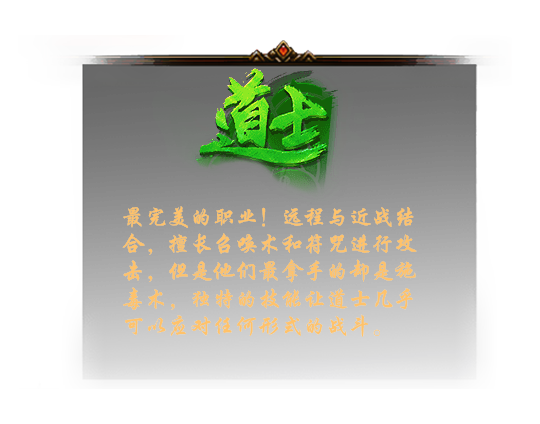 道士
最完美的职业！远程与近战结
合，擅长召唤术和符咒进行攻
击，但是他们最拿手的却是施
毒术，独特的技能让道士几乎
可以应对任何形式的战斗。